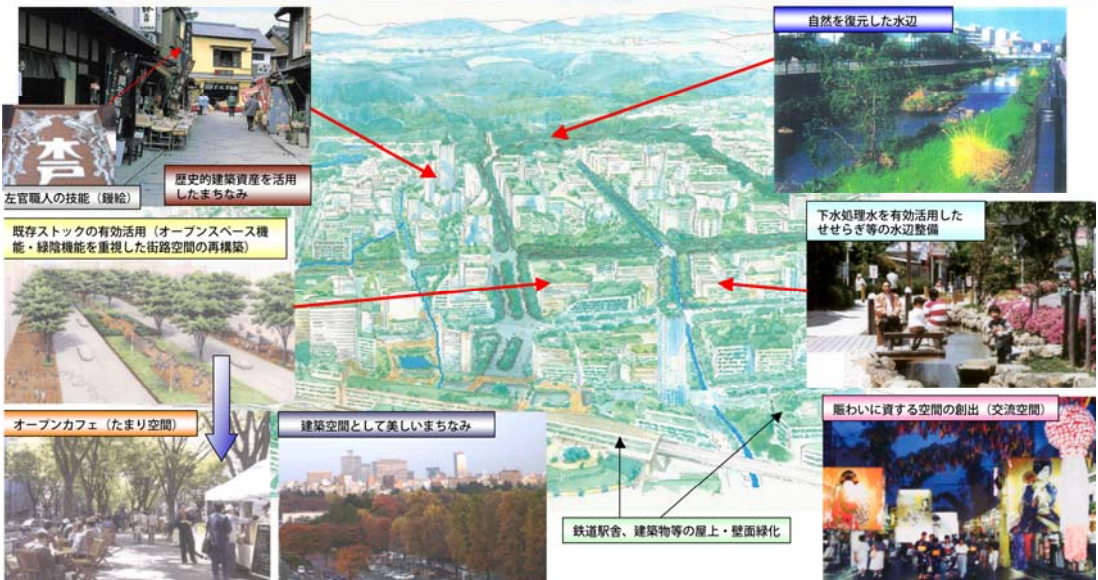 自然を復元した水辺
木戸
歴史的建築資産を活用
したまちなみ
左官職人の技能（鏝絵）
既存ストックの有効活用（オープンスペース機
能・緑陰機能を重視した街路空間の再構築）
下水処理水を有効活用した
せせらぎ等の水辺整備
オープンカフェ（たまり空間）
建築空間として美しいまちなみ
賑わいに資する空間の創出（交流空間）
鉄道駅舎、建築物等の屋上・壁面緑化